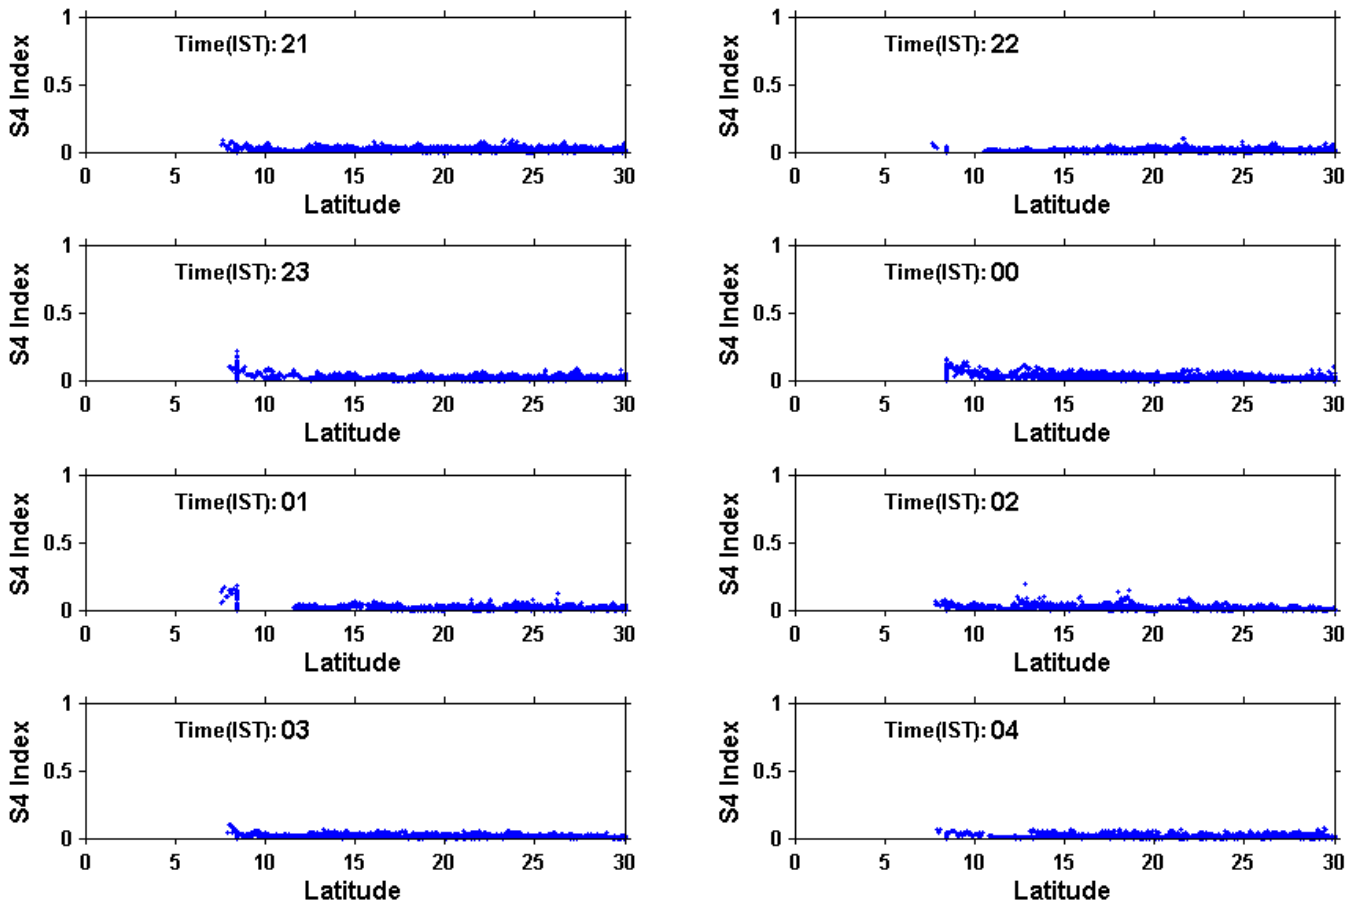 1
Time(IST): 21
S4 Index
0.5
0
0 5 10 15 20 25 30
Latitude
1
Time(IST): 22
S4 Index
0.5
0
0 5 10 15 20 25 30
Latitude
1
Time(IST): 23
S4 Index
0.5
0
0 5 10 15 20 25 30
Latitude
1
Time(IST): 00
S4 Index
0.5
0
0 5 10 15 20 25 30
Latitude
1
Time(IST): 01
S4 Index
0.5
0
0 5 10 15 20 25 30
Latitude
1
Time(IST): 02
S4 Index
0.5
0
0 5 10 15 20 25 30
Latitude
1
Time(IST): 03
S4 Index
0.5
0
0 5 10 15 20 25 30
Latitude
1
Time(IST): 04
S4 Index
0.5
0
0 5 10 15 20 25 30
Latitude